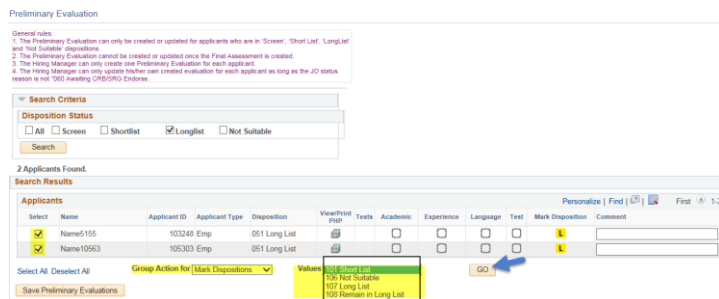 Preliminary Evaluation
General rules:
1. The Preliminary Evaluation can only be created or updated for applicants who are in 'Screen', 'Short List', 'LongList'
and 'Not Suitable' dispositions.
2. The Preliminary Evaluation cannot be created or updated once the Final Assessment is created.
3. The Hiring Manager can only create one Preliminary Evaluation for each applicant.
4. The Hiring Manager can only update his/her own created evaluation for each applicant as long as the JO status
reason is not "060 Awaiting CRB/SRG Endorse.
Search Criteria
Disposition Status
All Screen Shortlist Longlist Not Suitable
Search
2 Applicants Found.
Search Results
Applicants Personalize | Find | First 1-2
Select Name Applicant ID Applicant Type Disposition View/Print PHP Tests Academic Experience Language Test Mark Disposition Comment
Name5155 103248 Emp 051 Long List L
Name10563 105303 Emp 051 Long List L
Select All Deselect All Group Action for Mark Dispositions Values 101 Short List GO
106 Not Suitable
107 Long List
108 Remain in Long List
Save Preliminary Evaluations